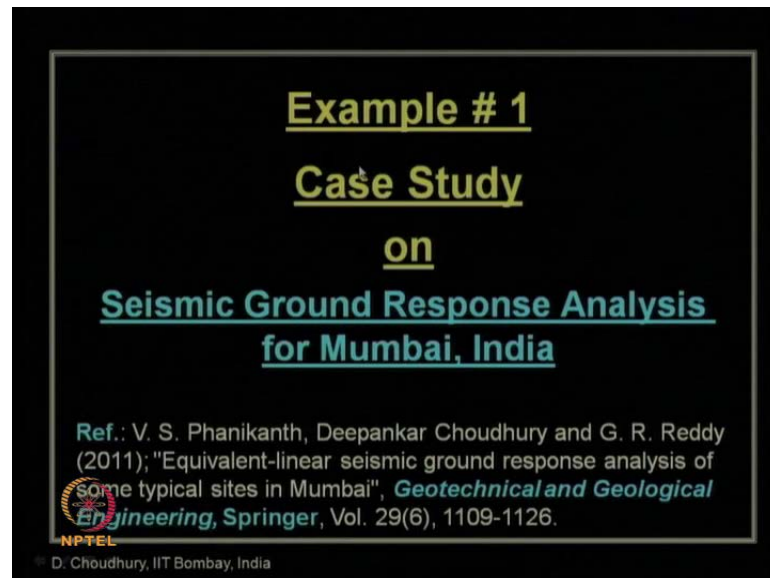 Example # 1
Case Study
on
Seismic Ground Response Analysis
for Mumbai, India
Ref.: V. S. Phanikanth, Deepankar Choudhury and G. R. Reddy
(2011); "Equivalent-linear seismic ground response analysis of
some typical sites in Mumbai", Geotechnical and Geological
Engineering, Springer, Vol. 29(6), 1109-1126.
NPTEL
D. Choudhury, IIT Bombay, India